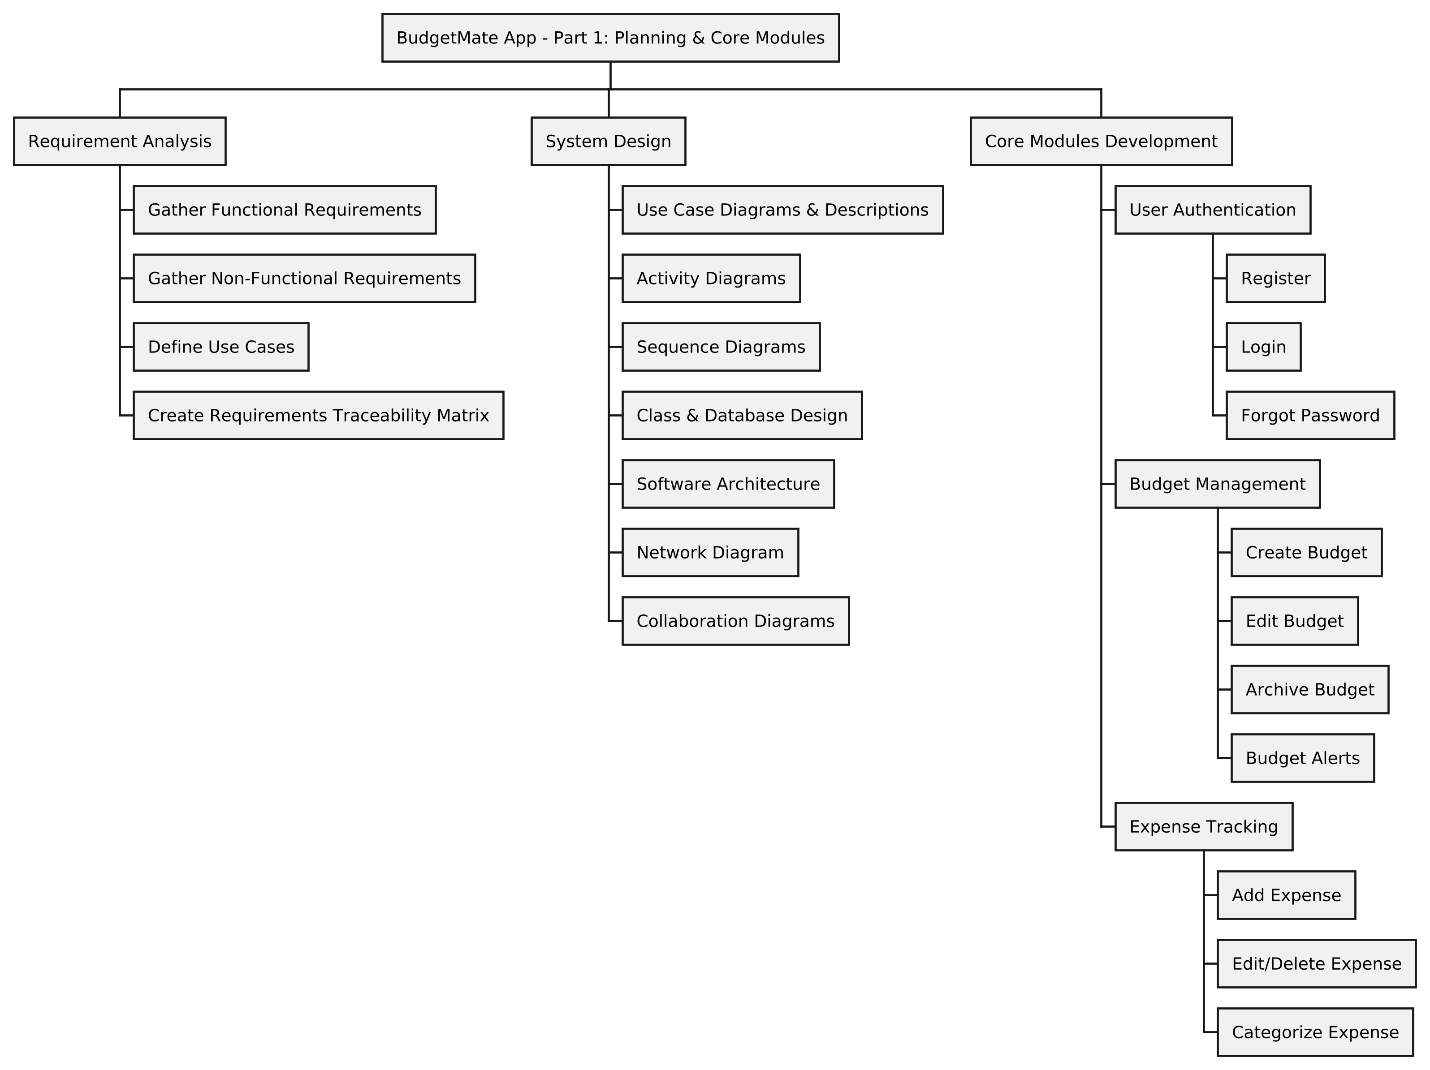 BudgetMate App - Part 1: Planning & Core Modules
Requirement Analysis
Gather Functional Requirements
Gather Non-Functional Requirements
Define Use Cases
Create Requirements Traceability Matrix
System Design
Use Case Diagrams & Descriptions
Activity Diagrams
Sequence Diagrams
Class & Database Design
Software Architecture
Network Diagram
Collaboration Diagrams
Core Modules Development
User Authentication
Register
Login
Forgot Password
Budget Management
Create Budget
Edit Budget
Archive Budget
Budget Alerts
Expense Tracking
Add Expense
Edit/Delete Expense
Categorize Expense